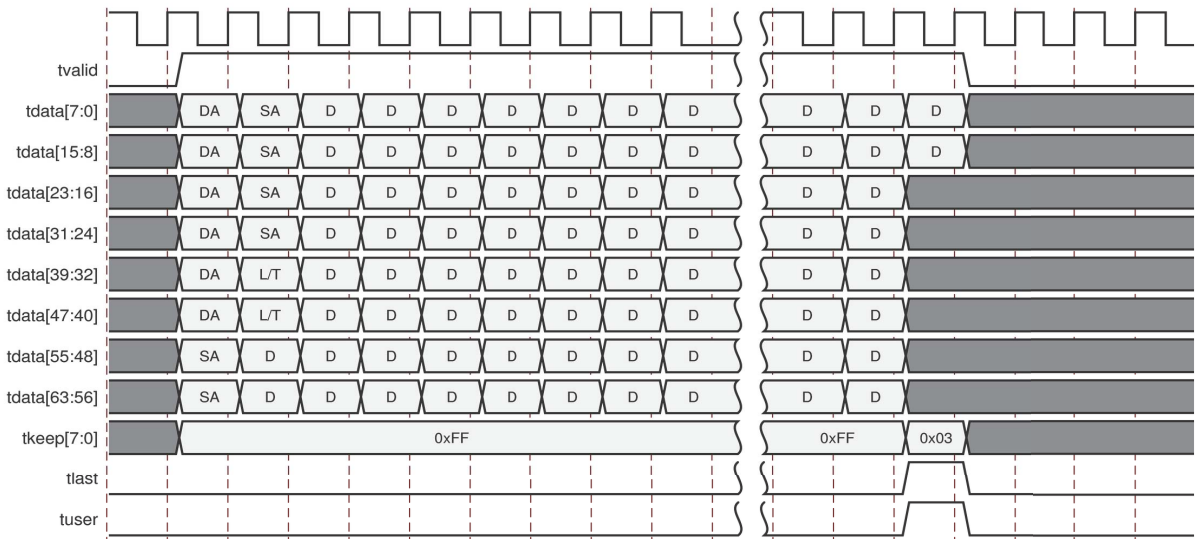 tvalid
tdata[7:0] DA SA D D D D D D D D D D
tdata[15:8] DA SA D D D D D D D D D D
tdata[23:16] DA SA D D D D D D D D D
tdata[31:24] DA SA D D D D D D D D D
tdata[39:32] DA L/T D D D D D D D D D
tdata[47:40] DA L/T D D D D D D D D D
tdata[55:48] SA D D D D D D D D D D
tdata[63:56] SA D D D D D D D D D D
tkeep[7:0] 0xFF 0xFF 0x03
tlast
tuser